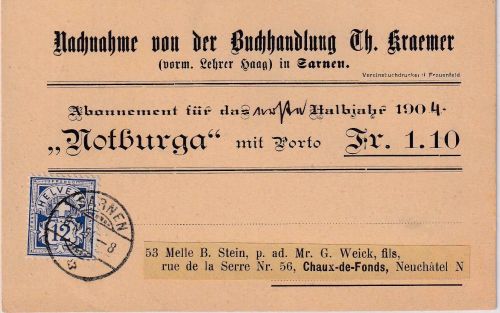 Nachnahme von der Buchhandlung Th. Kraemer
(vorm. Lehrer Haag) in Sarnen.
Vereinsbuchdruckerei Frauenfeld
Abonnement für das erste Halbjahr 1904.
„Notburga“ mit Porto Fr. 1.10
HELVETIA
12
SARNEN
53 Melle B. Stein, p. ad. Mr. G. Weick, fils,
rue de la Serre Nr. 56, Chaux-de-Fonds, Neuchâtel N